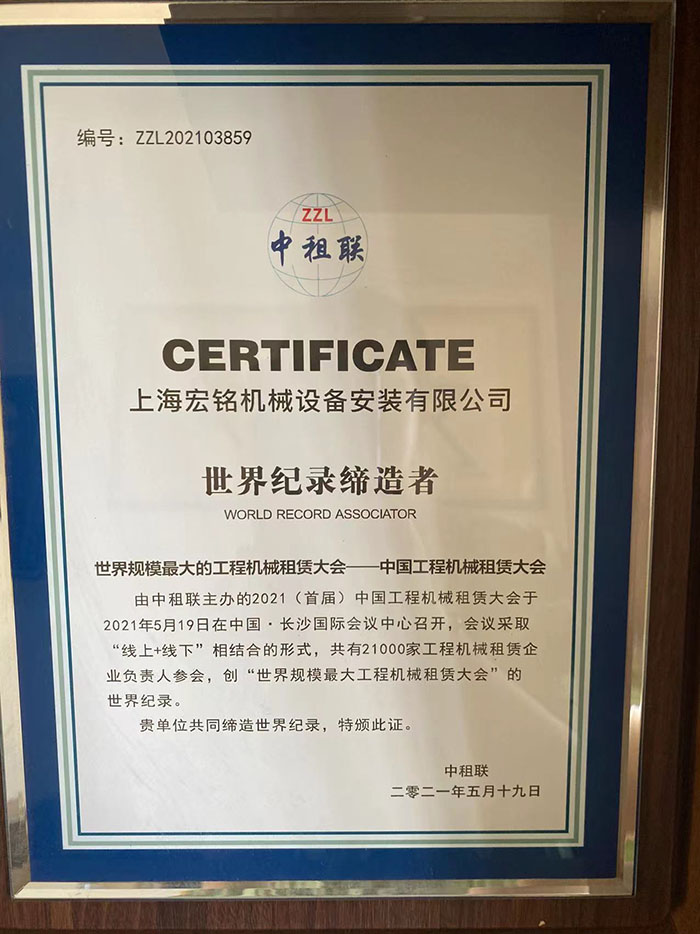 编号：ZZL202103859
ZZL
中租联
CERTIFICATE
上海宏铭机械设备安装有限公司
世界纪录缔造者
WORLD RECORD ASSOCIATOR
世界规模最大的工程机械租赁大会——中国工程机械租赁大会
由中租联主办的2021（首届）中国工程机械租赁大会于
2021年5月19日在中国·长沙国际会议中心召开，会议采取
“线上+线下”相结合的形式，共有21000家工程机械租赁企
业负责人参会，创“世界规模最大工程机械租赁大会”的
世界纪录。
贵单位共同缔造世界纪录，特颁此证。
中租联
二零二一年五月十九日